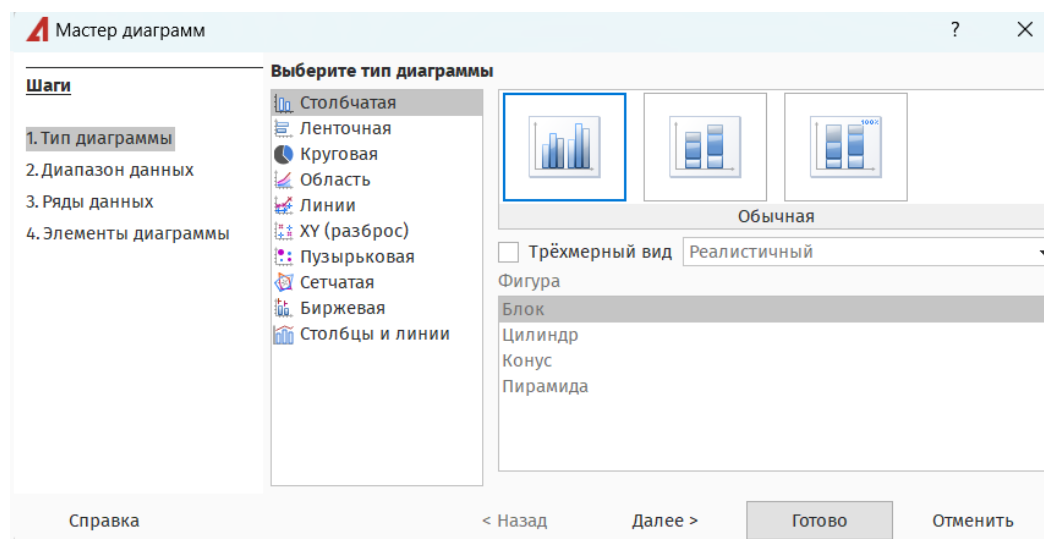 Мастер диаграмм
?
Шаги
1. Тип диаграммы
2. Диапазон данных
3. Ряды данных
4. Элементы диаграммы
Выберите тип диаграммы
Столбчатая
Ленточная
Круговая
Область
Линии
XY (разброс)
Пузырьковая
Сетчатая
Биржевая
Столбцы и линии
100%
Обычная
Трёхмерный вид
Реалистичный
Фигура
Блок
Цилиндр
Конус
Пирамида
Справка
< Назад
Далее >
Готово
Отменить